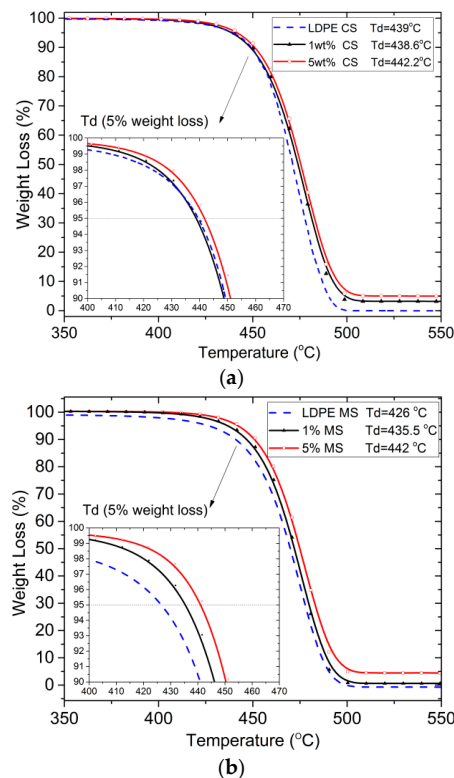 LDPE CS Td=439°C
1wt% CS Td=438.6°C
5wt% CS Td=442.2°C
Weight Loss (%)
100
90
80
70
60
50
40
30
20
10
0
Td (5% weight loss)
100
99
98
97
96
95
94
93
92
91
90
400 410 420 430 440 450 460 470
350 400 450 500 550
Temperature (°C)
(a)
LDPE MS Td=426 °C
1% MS Td=435.5 °C
5% MS Td=442 °C
Weight Loss (%)
100
90
80
70
60
50
40
30
20
10
0
Td (5% weight loss)
100
99
98
97
96
95
94
93
92
91
90
400 410 420 430 440 450 460 470
350 400 450 500 550
Temperature (°C)
(b)